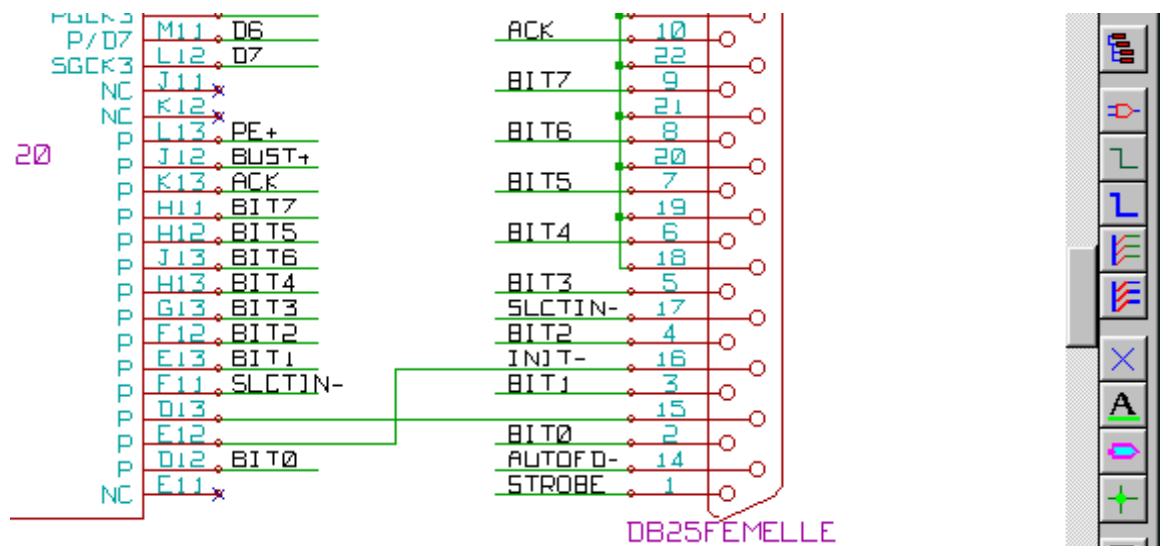 PGCK3
P/D7 M11 D6 ACK 10
SGCK3 L12 D7 22
NC J11 BIT7 9
NC K12 21
P L13 PE+ BIT6 8
20 P J12 BUST+ 20
P K13 ACK BIT5 7
P H11 BIT7 19
P H12 BIT5 BIT4 6
P J13 BIT6 18
P H13 BIT4 BIT3 5
P G13 BIT3 SLCTIN- 17
P F12 BIT2 BIT2 4
P E13 BIT1 INIT- 16
P F11 SLCTIN- BIT1 3
P D13 15
P E12 BIT0 2
P D12 BIT0 AUTOFD- 14
NC E11 STROBE 1
DB25FEMELLE
A